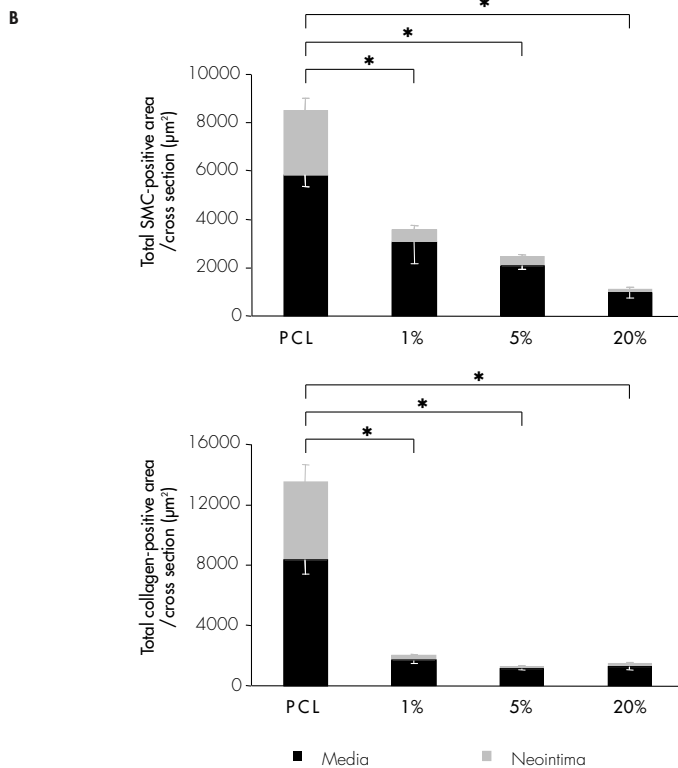 B
*
*
*
10000
8000
6000
4000
2000
0
Total SMC-positive area
/cross section (µm²)
PCL 1% 5% 20%
*
*
*
16000
12000
8000
4000
0
Total collagen-positive area
/cross section (µm²)
PCL 1% 5% 20%
Media Neointima